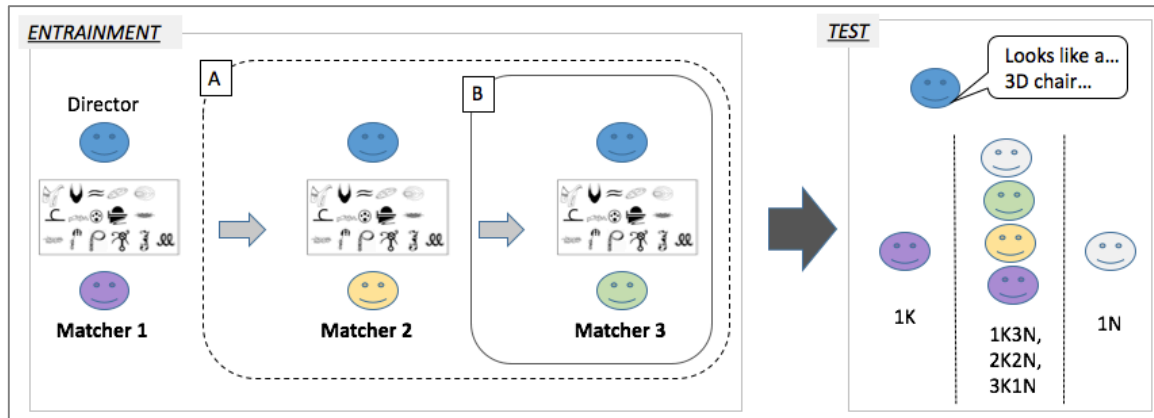 ENTRAINMENT
TEST
A
B
Director
Looks like a...
3D chair...
Matcher 1
Matcher 2
Matcher 3
1K
1K3N,
2K2N,
3K1N
1N